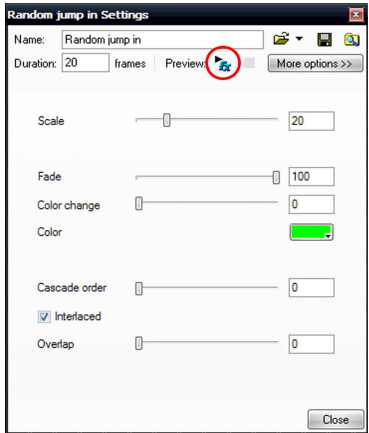 Random jump in Settings
Name: Random jump in
Duration: 20 frames Preview: More options >>
Scale 20
Fade 100
Color change 0
Color
Cascade order 0
Interlaced
Overlap 0
Close